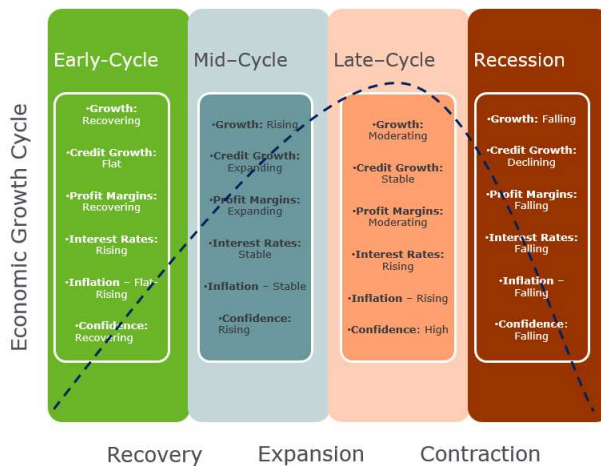 Early-Cycle
•Growth:
Recovering
•Credit Growth:
Flat
•Profit Margins:
Recovering
•Interest Rates:
Rising
•Inflation – Flat-
Rising
•Confidence:
Recovering
Mid–Cycle
•Growth: Rising
•Credit Growth:
Expanding
•Profit Margins:
Expanding
•Interest Rates:
Stable
•Inflation – Stable
•Confidence:
Rising
Late-Cycle
•Growth:
Moderating
•Credit Growth:
Stable
•Profit Margins:
Moderating
•Interest Rates:
Rising
•Inflation – Rising
•Confidence: High
Recession
•Growth: Falling
•Credit Growth:
Declining
•Profit Margins:
Falling
•Interest Rates:
Falling
•Inflation –
Falling
•Confidence:
Falling
Economic Growth Cycle
Recovery Expansion Contraction